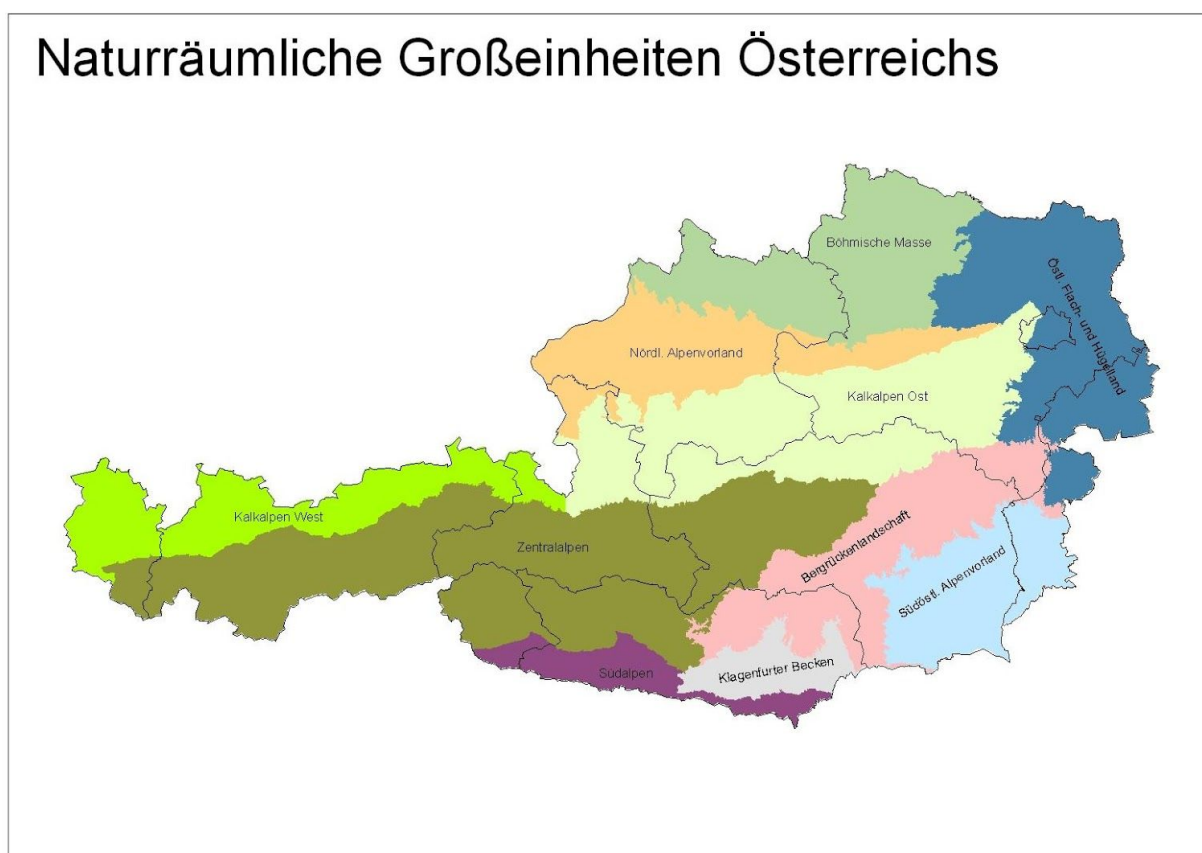 Naturräumliche Großeinheiten Österreichs
Böhmische Masse
Östl. Flach- und Hügelland
Nördl. Alpenvorland
Kalkalpen Ost
Kalkalpen West
Zentralalpen
Bergrückenlandschaft
Südöstl. Alpenvorland
Südalpen
Klagenfurter Becken